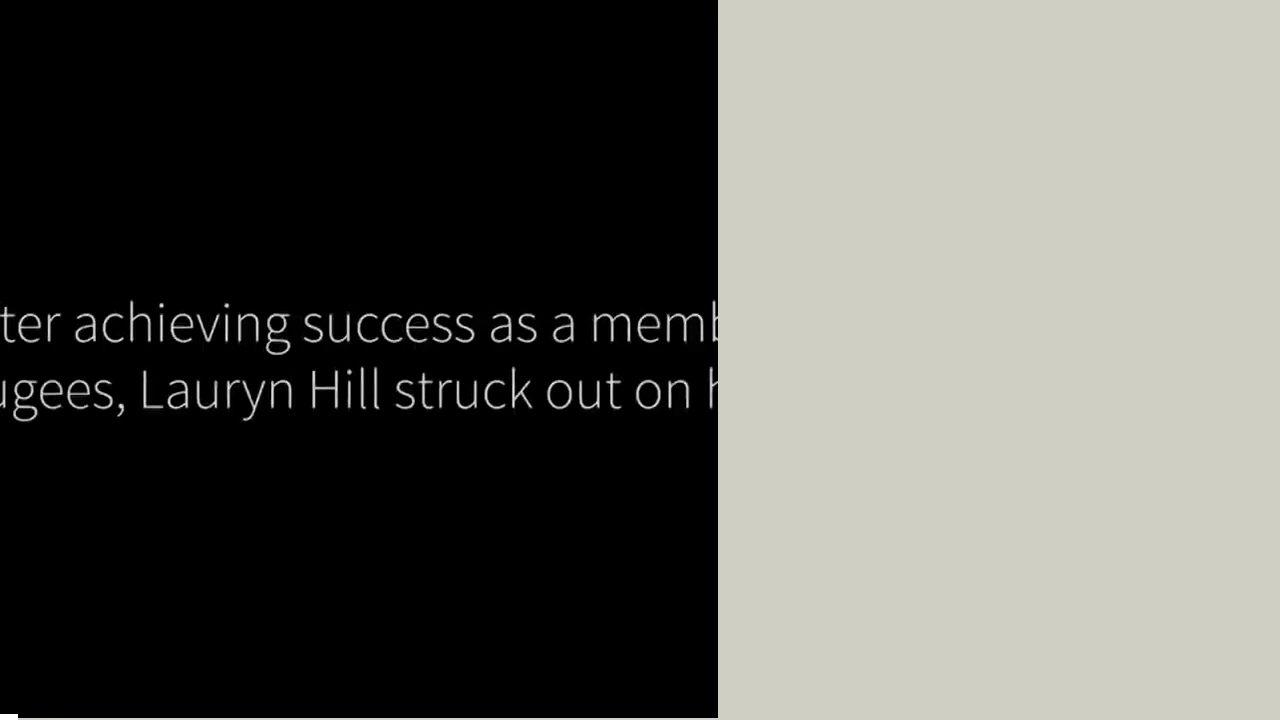 ter achieving success as a memb
ugees, Lauryn Hill struck out on h